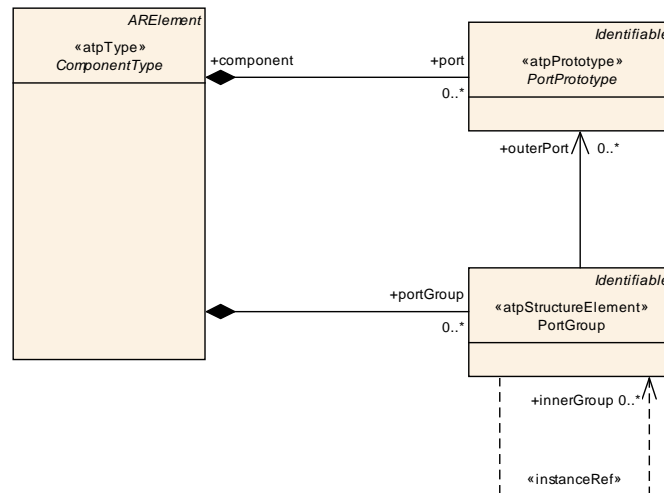 ARElement
«atpType»
ComponentType
+component
+port
0..*
Identifiable
«atpPrototype»
PortPrototype
+outerPort
0..*
+portGroup
0..*
Identifiable
«atpStructureElement»
PortGroup
+innerGroup 0..*
«instanceRef»